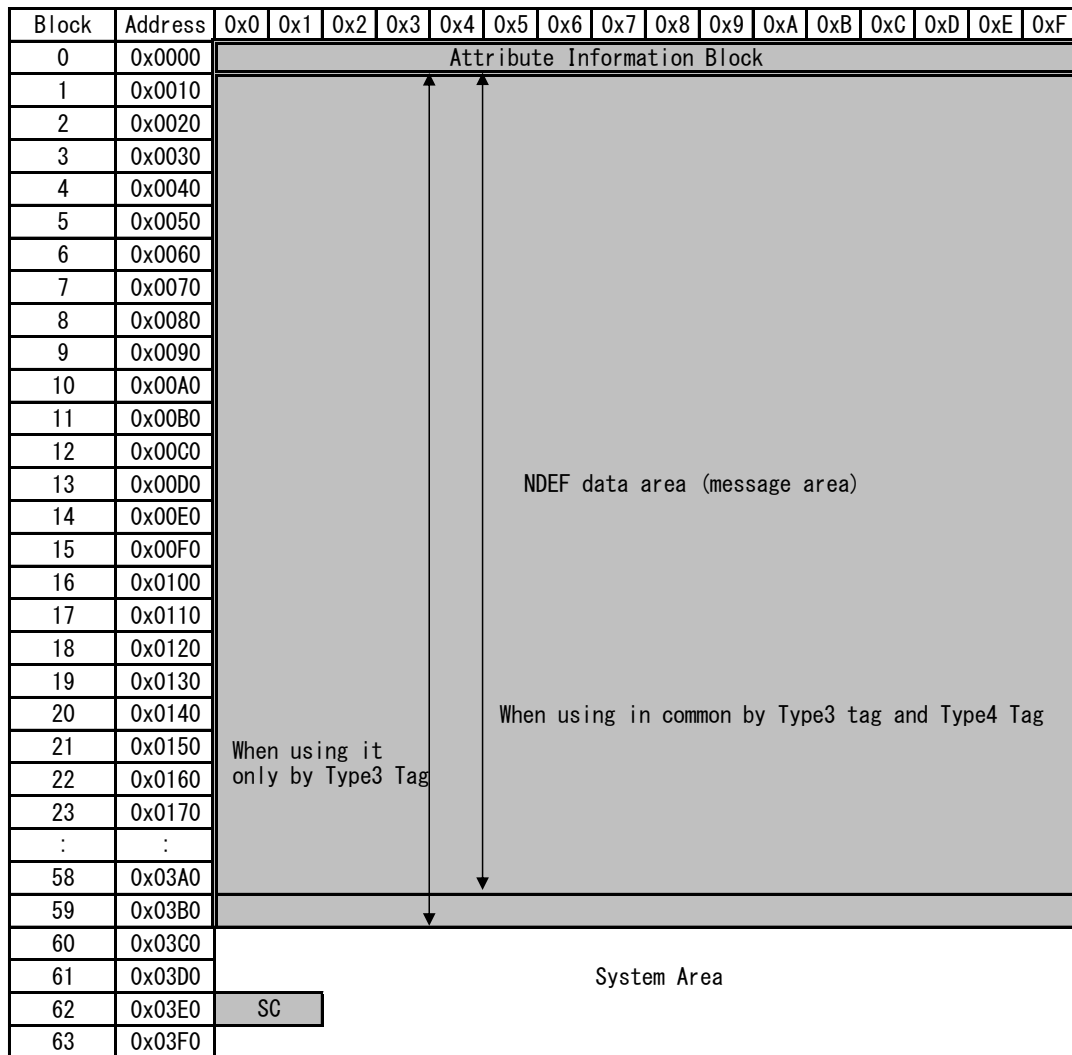 Block Address 0x0 0x1 0x2 0x3 0x4 0x5 0x6 0x7 0x8 0x9 0xA 0xB 0xC 0xD 0xE 0xF
0 0x0000 Attribute Information Block
1 0x0010
2 0x0020
3 0x0030
4 0x0040
5 0x0050
6 0x0060
7 0x0070
8 0x0080
9 0x0090
10 0x00A0
11 0x00B0
12 0x00C0
13 0x00D0 NDEF data area (message area)
14 0x00E0
15 0x00F0
16 0x0100
17 0x0110
18 0x0120
19 0x0130
20 0x0140 When using in common by Type3 tag and Type4 Tag
21 0x0150 When using it
22 0x0160 only by Type3 Tag
23 0x0170
: :
58 0x03A0
59 0x03B0
60 0x03C0
61 0x03D0 System Area
62 0x03E0 SC
63 0x03F0